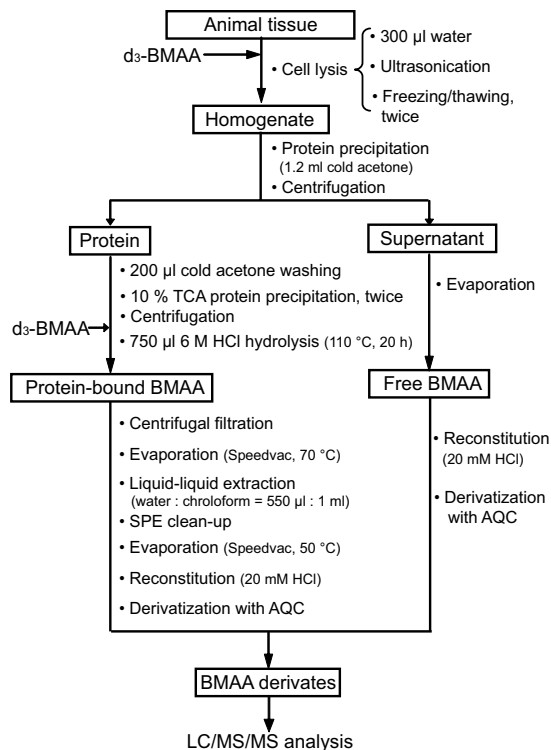 Animal tissue
d₃-BMAA
• Cell lysis
• 300 µl water
• Ultrasonication
• Freezing/thawing,
twice
Homogenate
• Protein precipitation
(1.2 ml cold acetone)
• Centrifugation
Protein
Supernatant
• 200 µl cold acetone washing
• 10 % TCA protein precipitation, twice
• Centrifugation
d₃-BMAA
• 750 µl 6 M HCl hydrolysis (110 °C, 20 h)
• Evaporation
Protein-bound BMAA
Free BMAA
• Centrifugal filtration
• Evaporation (Speedvac, 70 °C)
• Liquid-liquid extraction
(water : chroloform = 550 µl : 1 ml)
• SPE clean-up
• Evaporation (Speedvac, 50 °C)
• Reconstitution (20 mM HCl)
• Derivatization with AQC
• Reconstitution
(20 mM HCl)
• Derivatization
with AQC
BMAA derivates
LC/MS/MS analysis